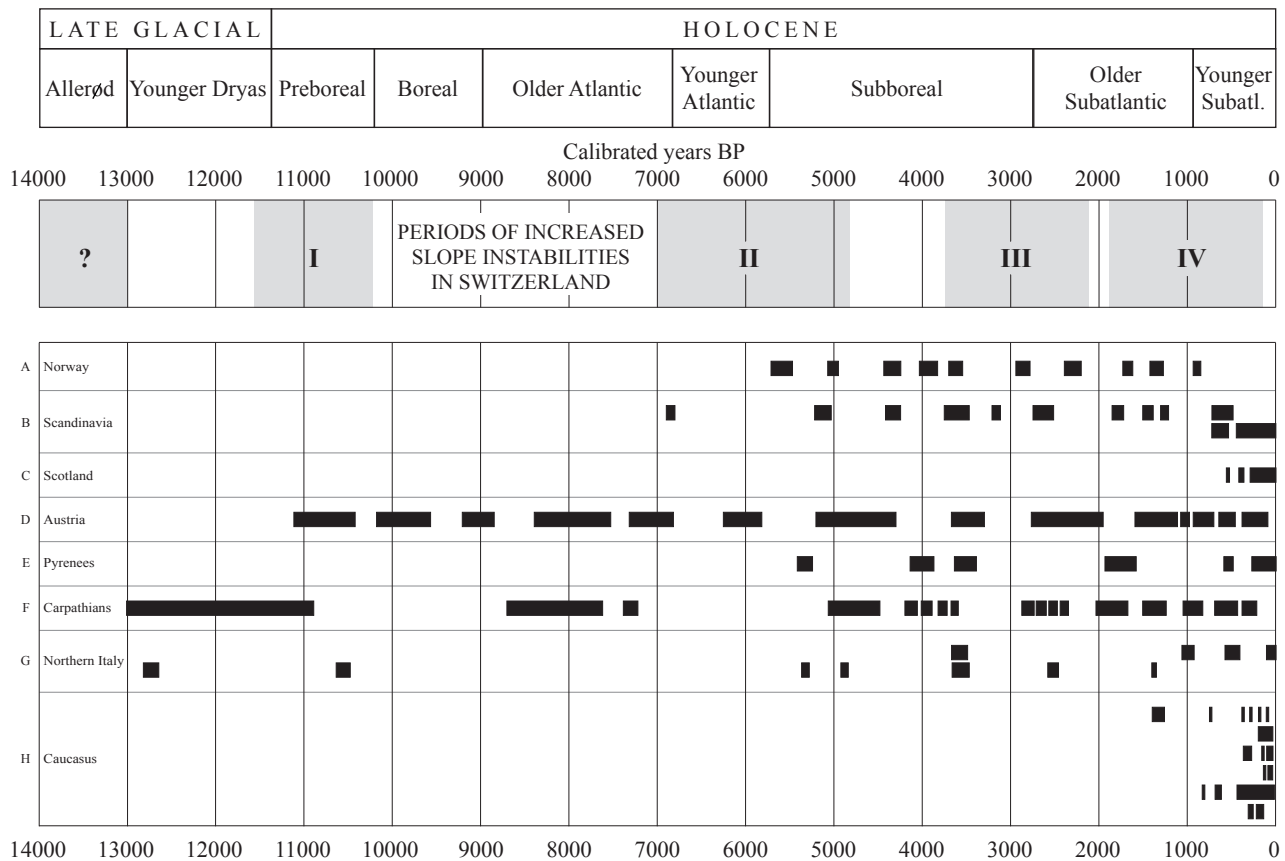 LATE GLACIAL HOLOCENE
Allerød Younger Dryas Preboreal Boreal Older Atlantic Younger Atlantic Subboreal Older Subatlantic Younger Subatl.
Calibrated years BP
14000 13000 12000 11000 10000 9000 8000 7000 6000 5000 4000 3000 2000 1000 0
? I PERIODS OF INCREASED SLOPE INSTABILITIES IN SWITZERLAND II III IV
A Norway
B Scandinavia
C Scotland
D Austria
E Pyrenees
F Carpathians
G Northern Italy
H Caucasus
14000 13000 12000 11000 10000 9000 8000 7000 6000 5000 4000 3000 2000 1000 0